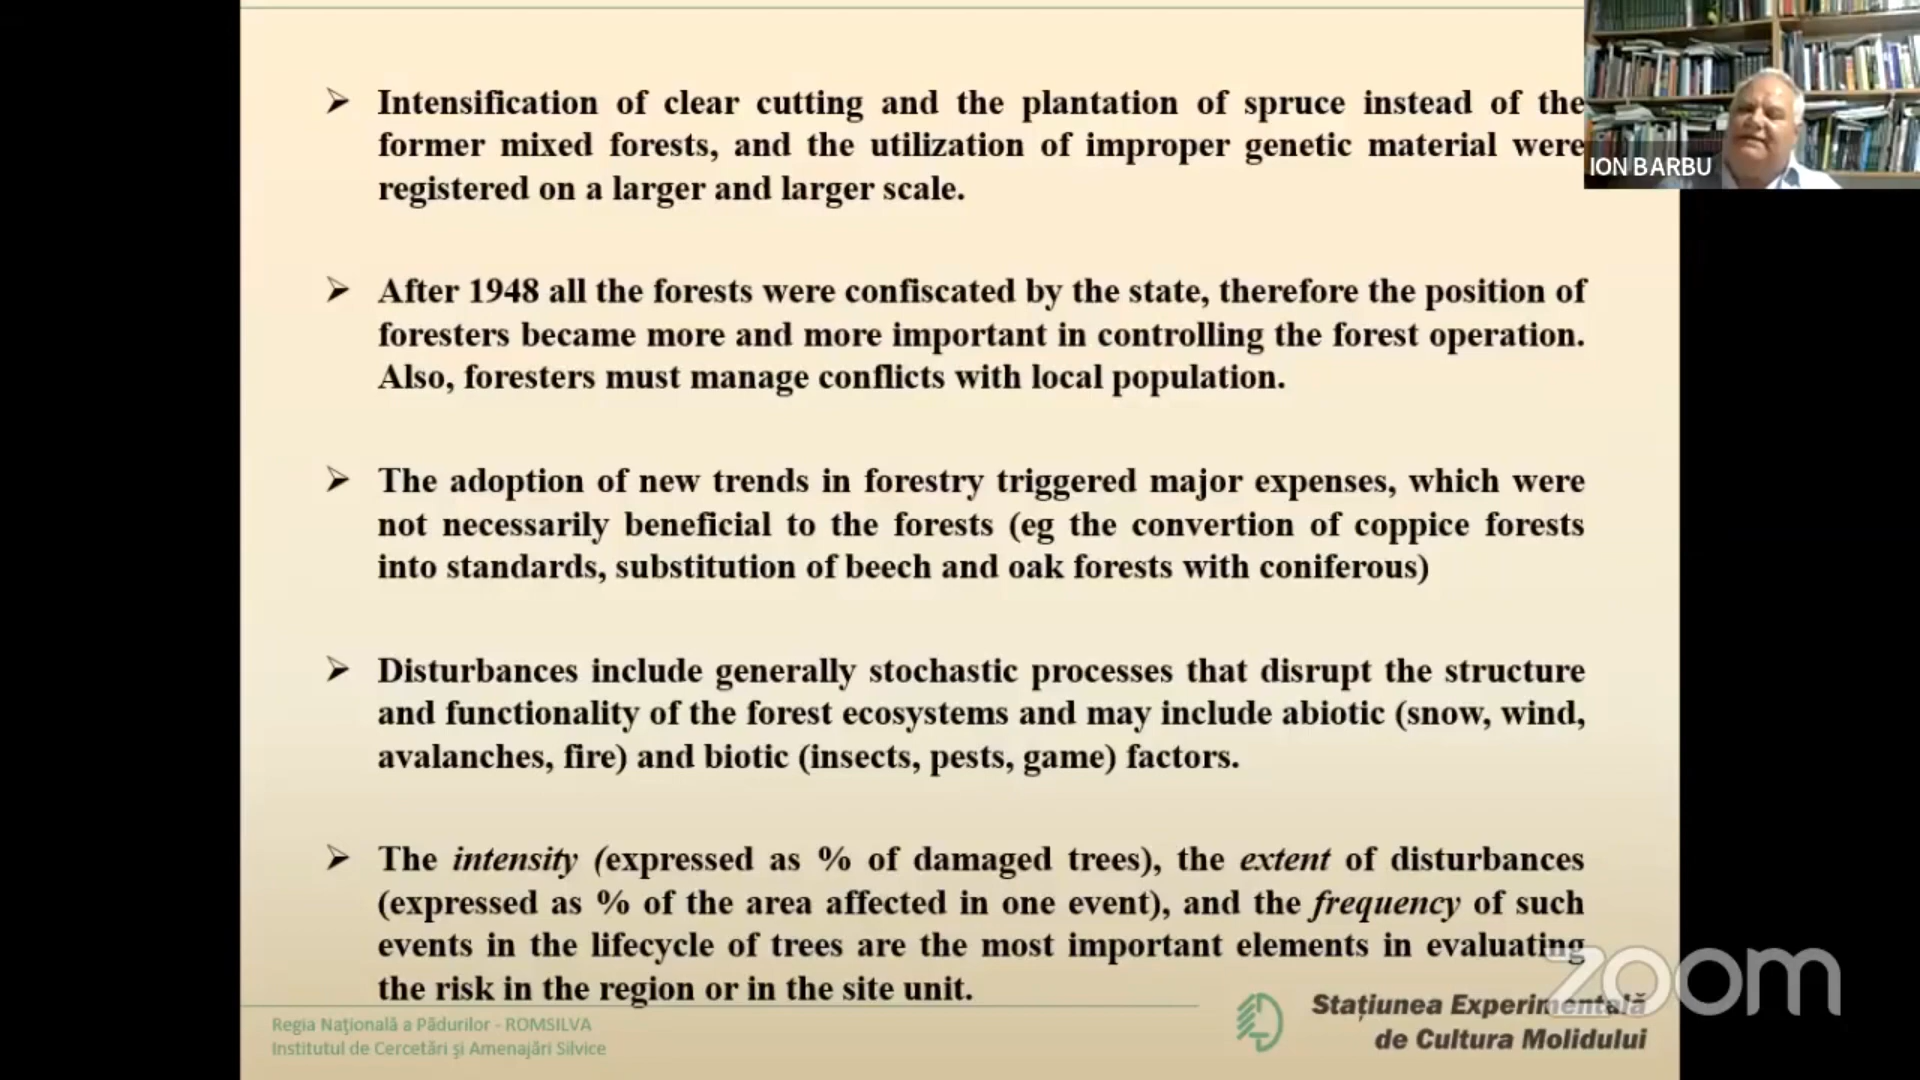 Intensification of clear cutting and the plantation of spruce instead of the
former mixed forests, and the utilization of improper genetic material were
registered on a larger and larger scale.
ION BARBU
After 1948 all the forests were confiscated by the state, therefore the position of
foresters became more and more important in controlling the forest operation.
Also, foresters must manage conflicts with local population.
The adoption of new trends in forestry triggered major expenses, which were
not necessarily beneficial to the forests (eg the convertion of coppice forests
into standards, substitution of beech and oak forests with coniferous)
Disturbances include generally stochastic processes that disrupt the structure
and functionality of the forest ecosystems and may include abiotic (snow, wind,
avalanches, fire) and biotic (insects, pests, game) factors.
The intensity (expressed as % of damaged trees), the extent of disturbances
(expressed as % of the area affected in one event), and the frequency of such
events in the lifecycle of trees are the most important elements in evaluating
the risk in the region or in the site unit.
zoom
Regia Naţională a Pădurilor - ROMSILVA
Institutul de Cercetări şi Amenajări Silvice
Staţiunea Experimentală
de Cultura Molidului